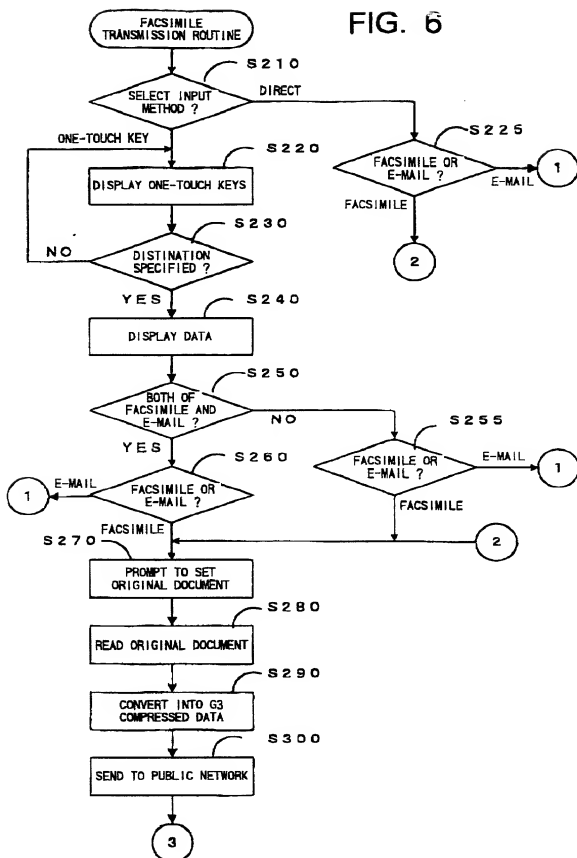 FIG. 6
FACSIMILE
TRANSMISSION ROUTINE
S210
SELECT INPUT
METHOD ?
DIRECT
ONE-TOUCH KEY
S220
DISPLAY ONE-TOUCH KEYS
S225
FACSIMILE OR
E-MAIL ?
E-MAIL
1
FACSIMILE
2
S230
DISTINATION
SPECIFIED ?
NO
YES
S240
DISPLAY DATA
S250
BOTH OF
FACSIMILE AND
E-MAIL ?
NO
YES
S255
FACSIMILE OR
E-MAIL ?
E-MAIL
1
FACSIMILE
2
S260
FACSIMILE OR
E-MAIL ?
E-MAIL
1
FACSIMILE
S270
PROMPT TO SET
ORIGINAL DOCUMENT
S280
READ ORIGINAL DOCUMENT
S290
CONVERT INTO G3
COMPRESSED DATA
S300
SEND TO PUBLIC NETWORK
3